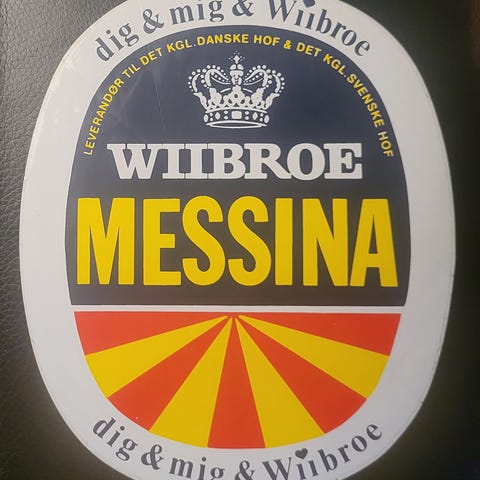 dig & mig & Wiibroe
LEVERANDØR TIL DET KGL. DANSKE HOF & DET KGL. SVENSKE HOF
WIIBROE
MESSINA
dig & mig & Wiibroe